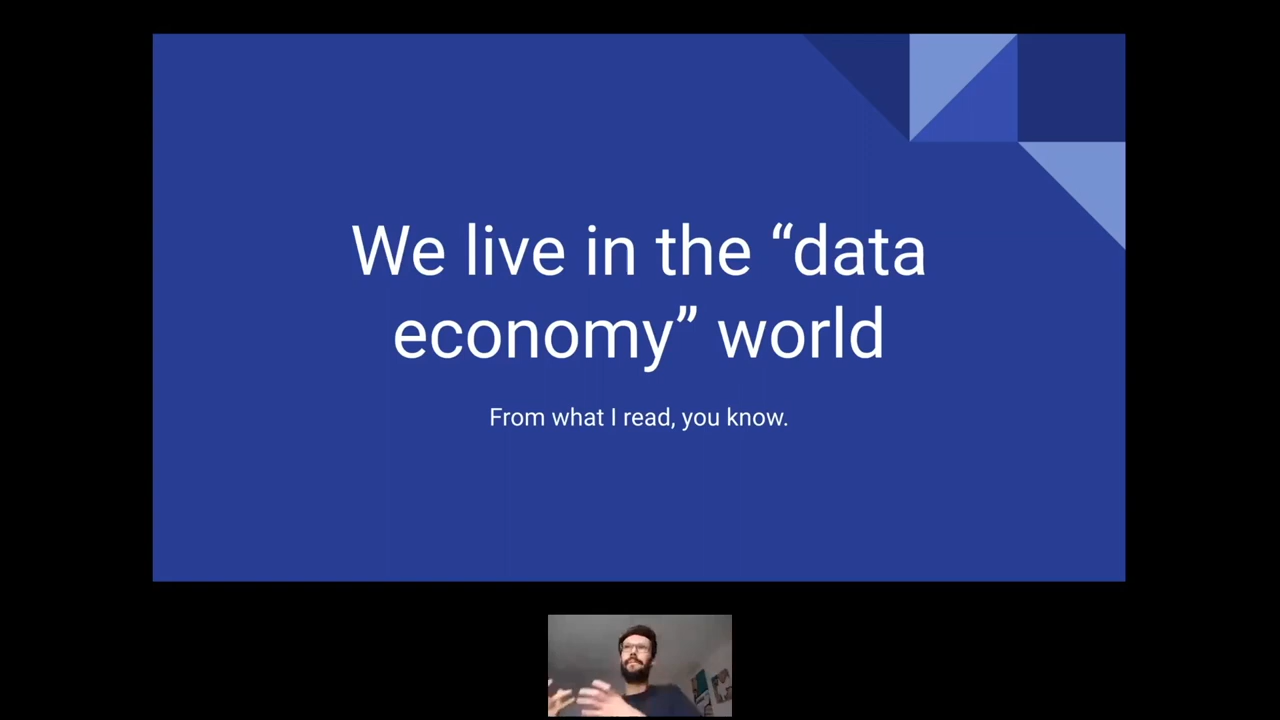 We live in the “data
economy” world
From what I read, you know.